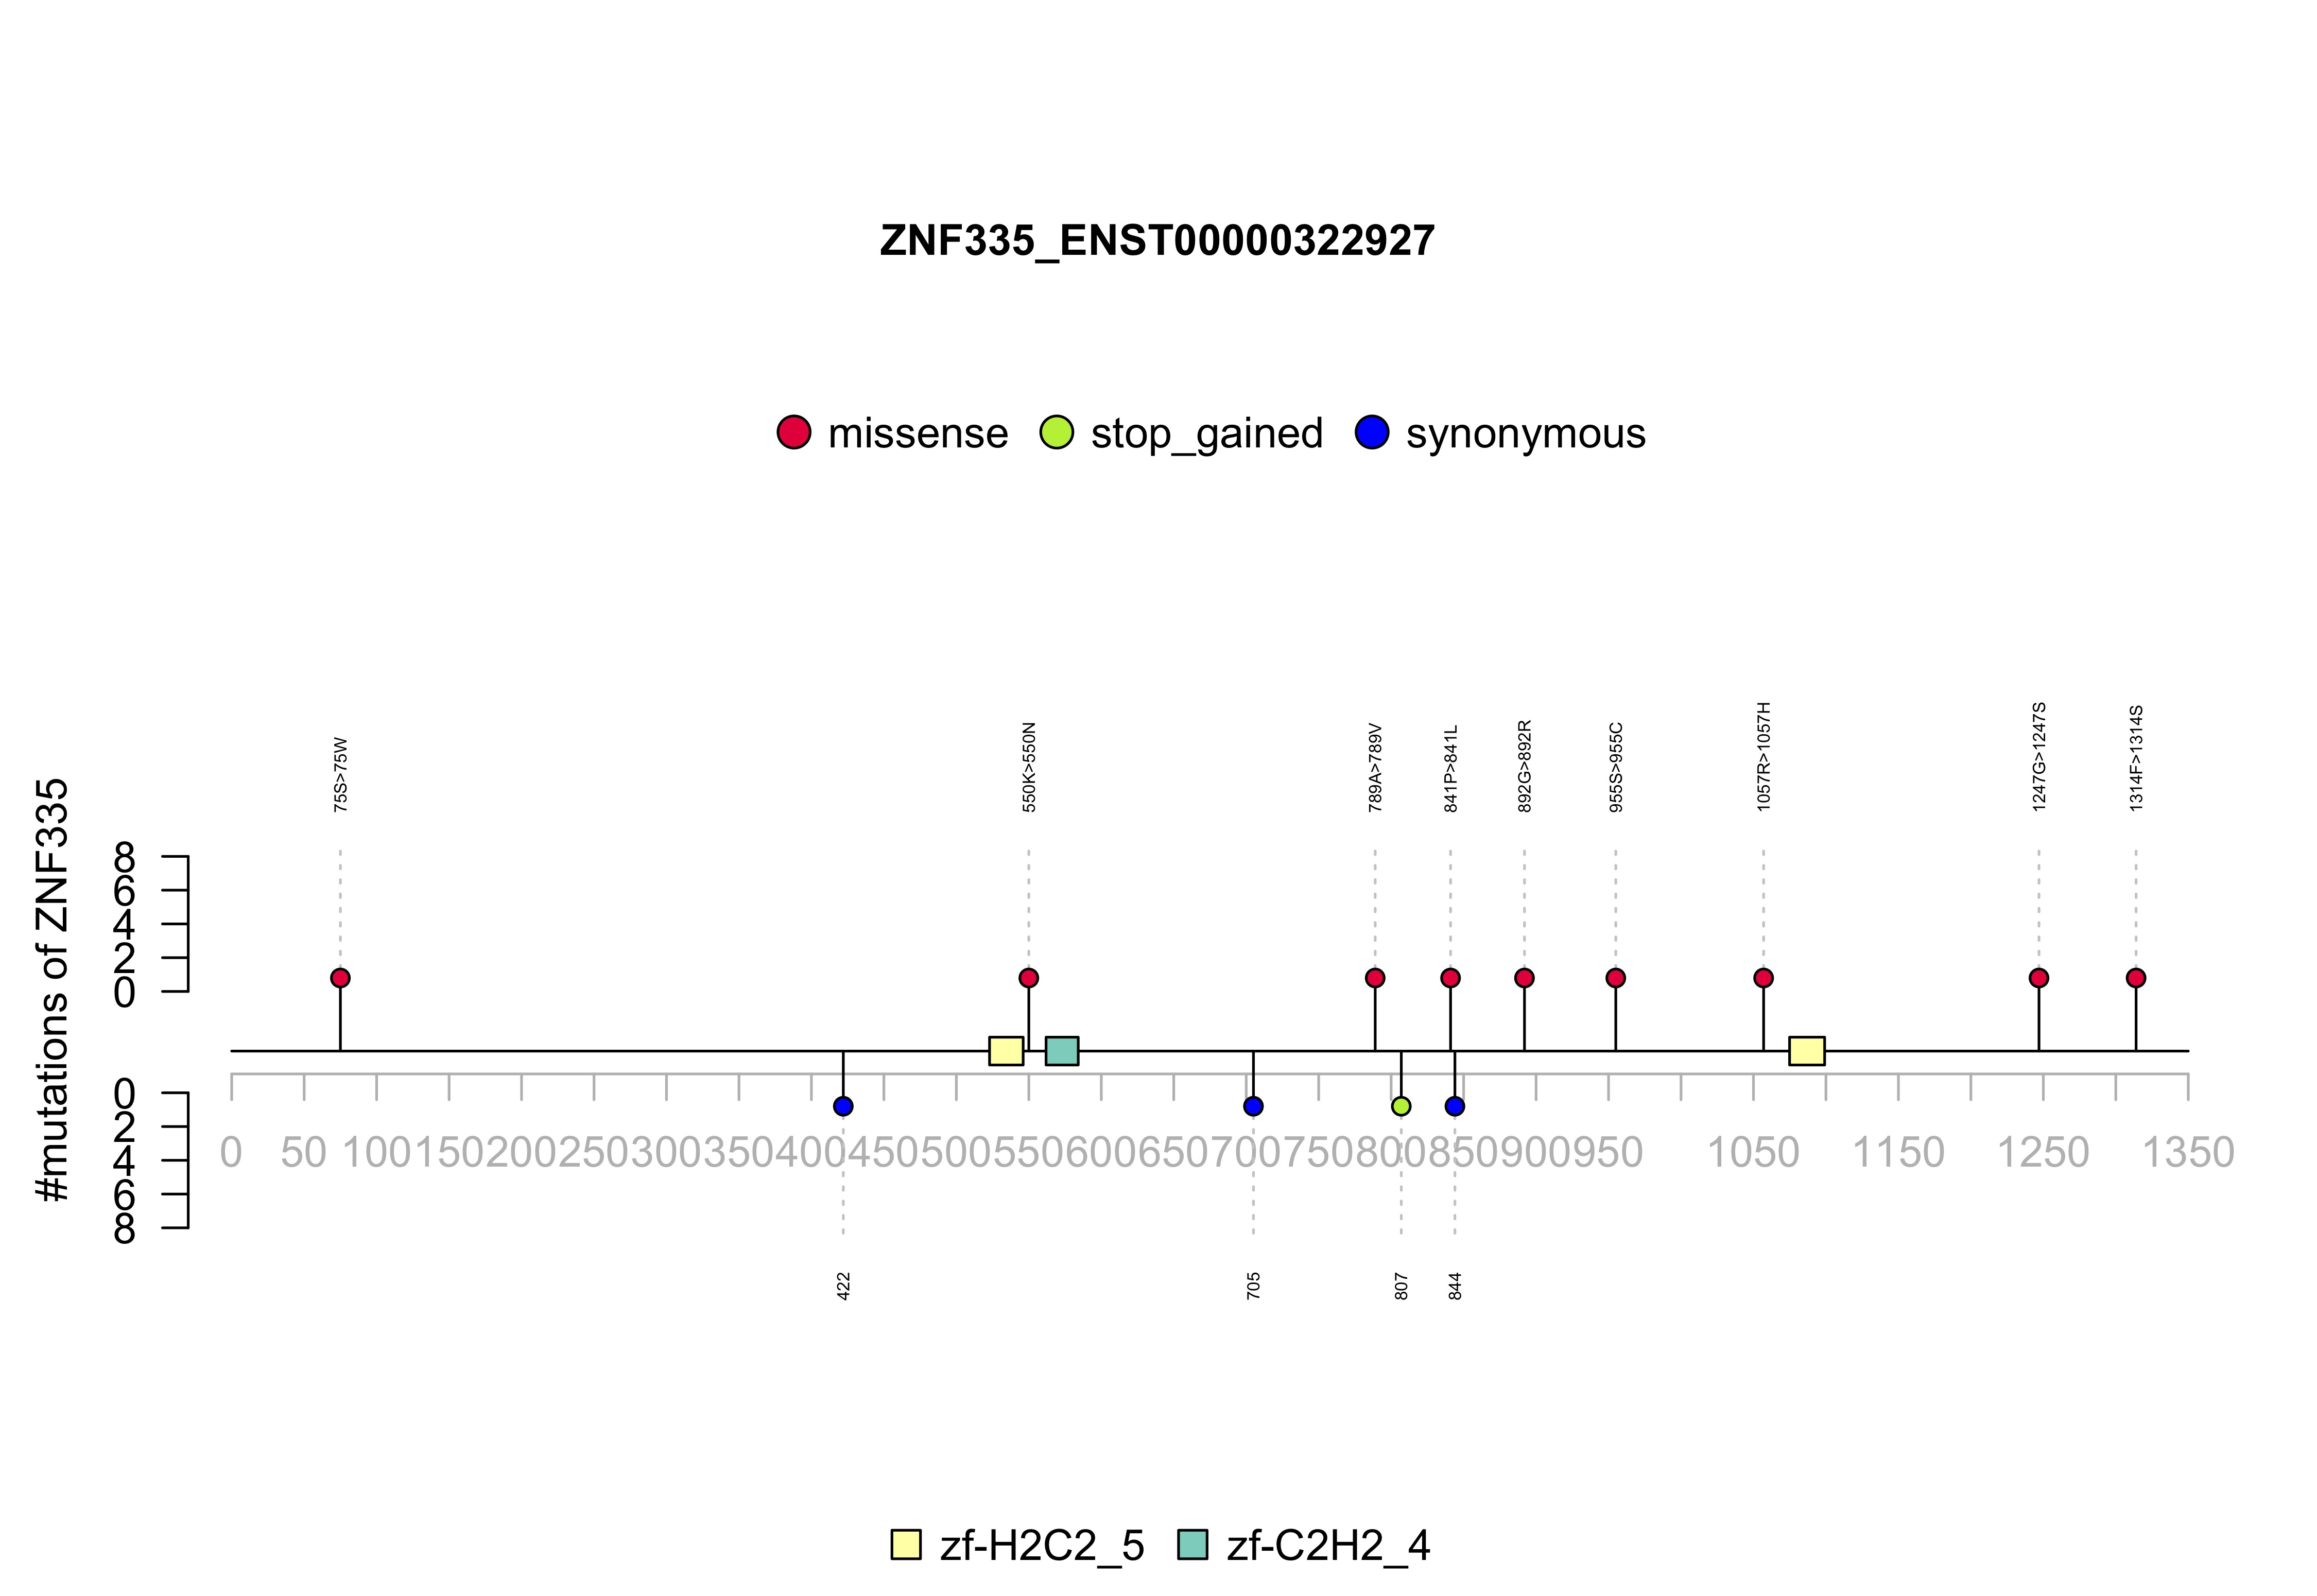 ZNF335_ENST00000322927
missense stop_gained synonymous
75S>75W 550K>550N 789A>789V 841P>841L 892G>892R 955S>955C 1057R>1057H 1247G>1247S 1314F>1314S
#mutations of ZNF335
8
6
4
2
0
0
2
4
6
8
0 50 100 150 200 250 300 350 400 450 500 550 600 650 700 750 800 850 900 950 1050 1150 1250 1350
422 705 807 844
zf-H2C2_5 zf-C2H2_4